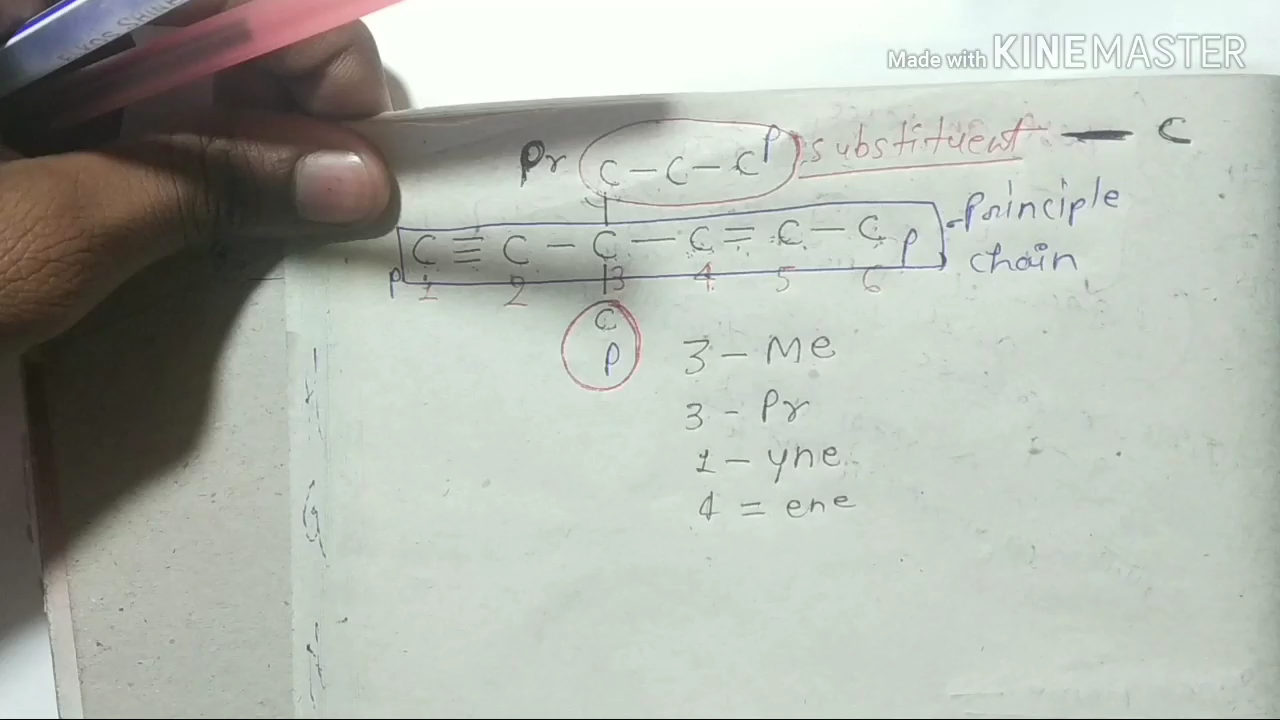 Made with KINEMASTER
Pr C – C – C P substituent — C
C ≡ C – C – C = C – C P Principle
P 1 2 3 4 5 6 chain
C
P
3 – Me
3 – Pr
1 – yne
4 = ene